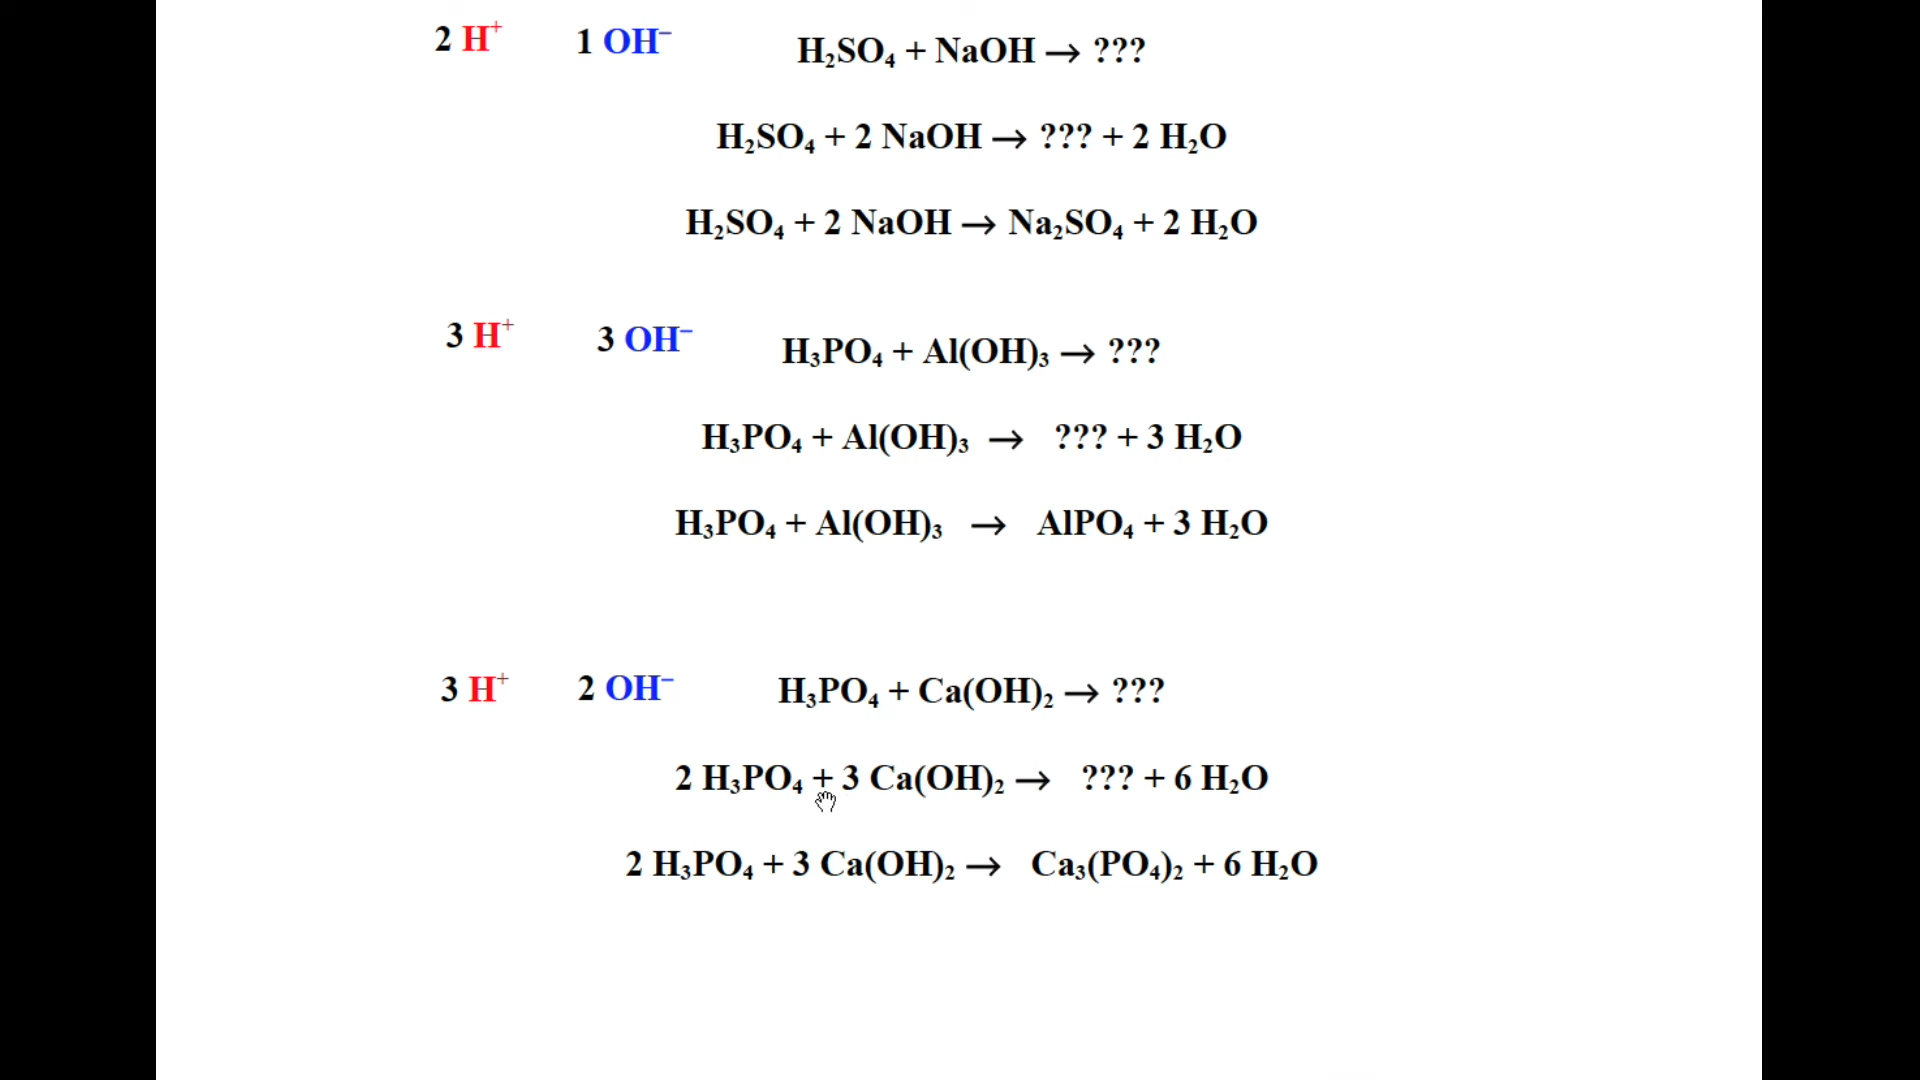 2 H⁺ 1 OH⁻ H₂SO₄ + NaOH → ???
H₂SO₄ + 2 NaOH → ??? + 2 H₂O
H₂SO₄ + 2 NaOH → Na₂SO₄ + 2 H₂O
3 H⁺ 3 OH⁻ H₃PO₄ + Al(OH)₃ → ???
H₃PO₄ + Al(OH)₃ → ??? + 3 H₂O
H₃PO₄ + Al(OH)₃ → AlPO₄ + 3 H₂O
3 H⁺ 2 OH⁻ H₃PO₄ + Ca(OH)₂ → ???
2 H₃PO₄ + 3 Ca(OH)₂ → ??? + 6 H₂O
2 H₃PO₄ + 3 Ca(OH)₂ → Ca₃(PO₄)₂ + 6 H₂O